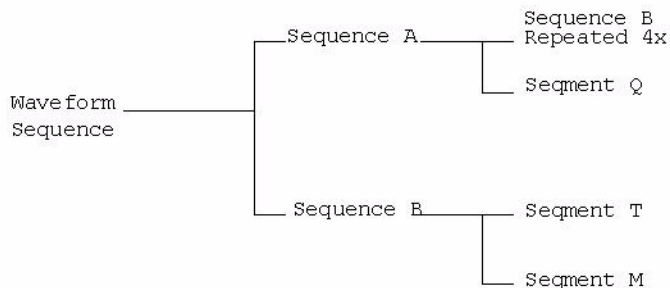 Sequence B
Sequence A
Repeated 4x
Seqment Q
Waveform
Sequence
Sequence B
Seqment T
Seqment M